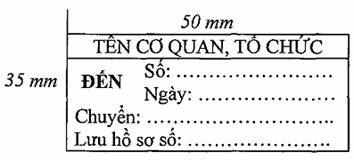 50 mm
TÊN CƠ QUAN, TỔ CHỨC
35 mm
ĐẾN
Số: ........................
Ngày: ....................
Chuyển: ................................
Lưu hồ sơ số: .....................